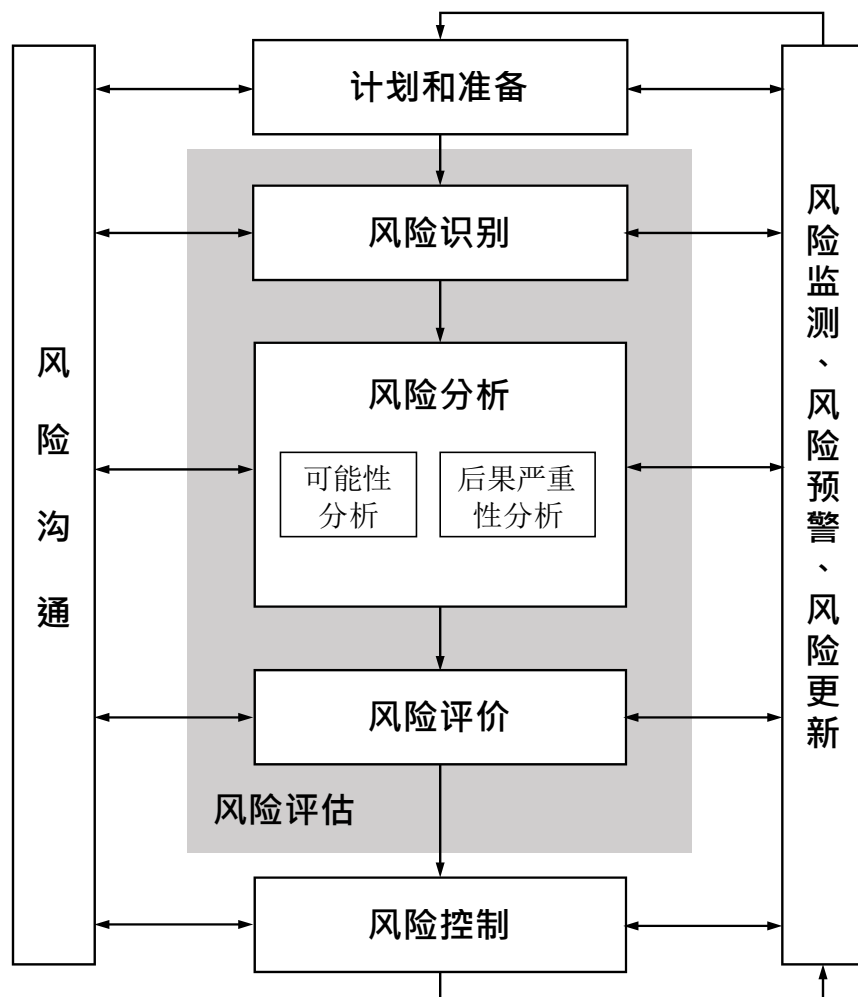 计划和准备
风险识别
风险分析
可能性
分析
后果严重
性分析
风险评价
风险评估
风险控制
风险沟通
风险监测、风险预警、风险更新